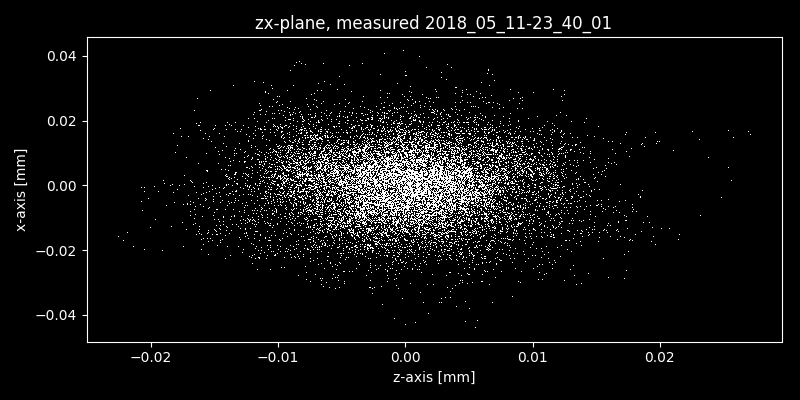 zx-plane, measured 2018_05_11-23_40_01
0.04
0.02
0.00
−0.02
−0.04
x-axis [mm]
−0.02 −0.01 0.00 0.01 0.02
z-axis [mm]